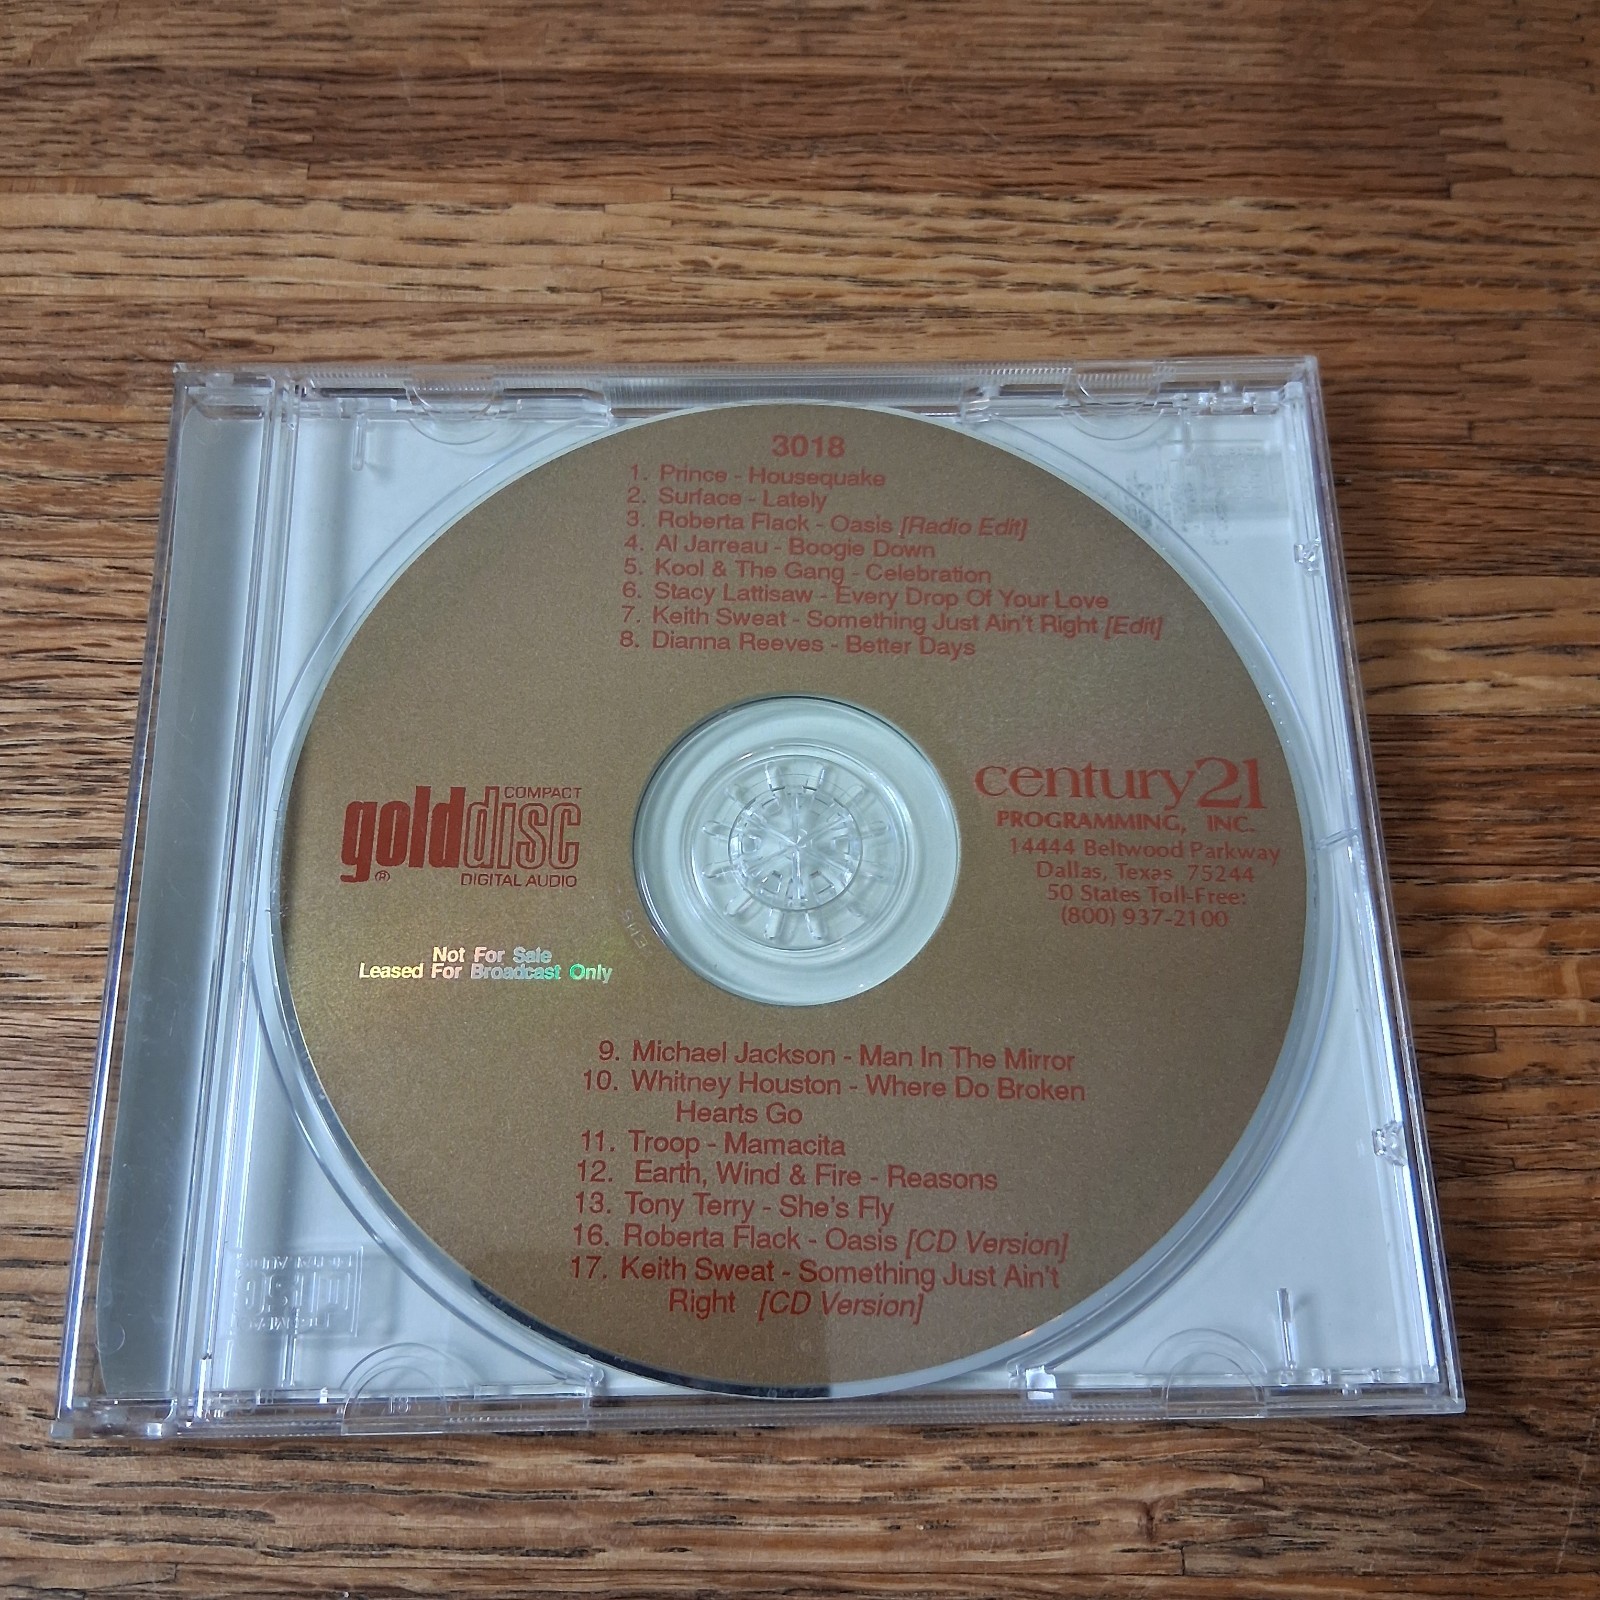 3018
1. Prince - Housequake
2. Surface - Lately
3. Roberta Flack - Oasis [Radio Edit]
4. Al Jarreau - Boogie Down
5. Kool & The Gang - Celebration
6. Stacy Lattisaw - Every Drop Of Your Love
7. Keith Sweat - Something Just Ain't Right [Edit]
8. Dianna Reeves - Better Days
COMPACT
golddisc
®
DIGITAL AUDIO
century21
PROGRAMMING, INC.
14444 Beltwood Parkway
Dallas, Texas 75244
50 States Toll-Free:
(800) 937-2100
Not For Sale
Leased For Broadcast Only
9. Michael Jackson - Man In The Mirror
10. Whitney Houston - Where Do Broken
Hearts Go
11. Troop - Mamacita
12. Earth, Wind & Fire - Reasons
13. Tony Terry - She's Fly
16. Roberta Flack - Oasis [CD Version]
17. Keith Sweat - Something Just Ain't
Right [CD Version]